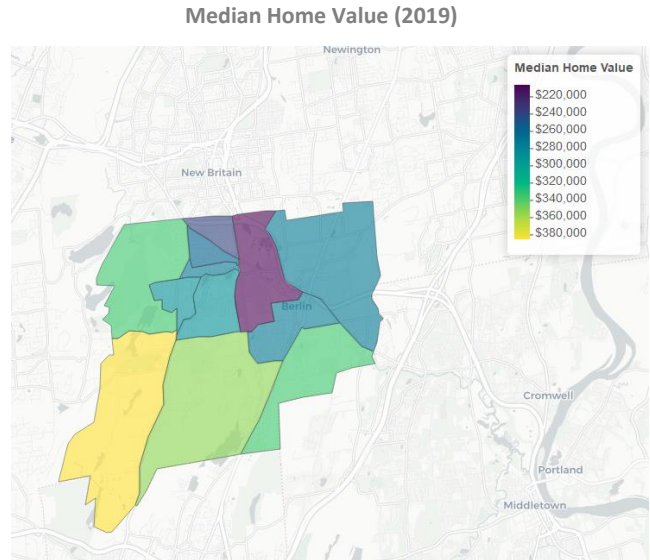 Median Home Value (2019)
Newington
Median Home Value
$220,000
$240,000
$260,000
$280,000
$300,000
$320,000
$340,000
$360,000
$380,000
New Britain
Berlin
Cromwell
Portland
Middletown